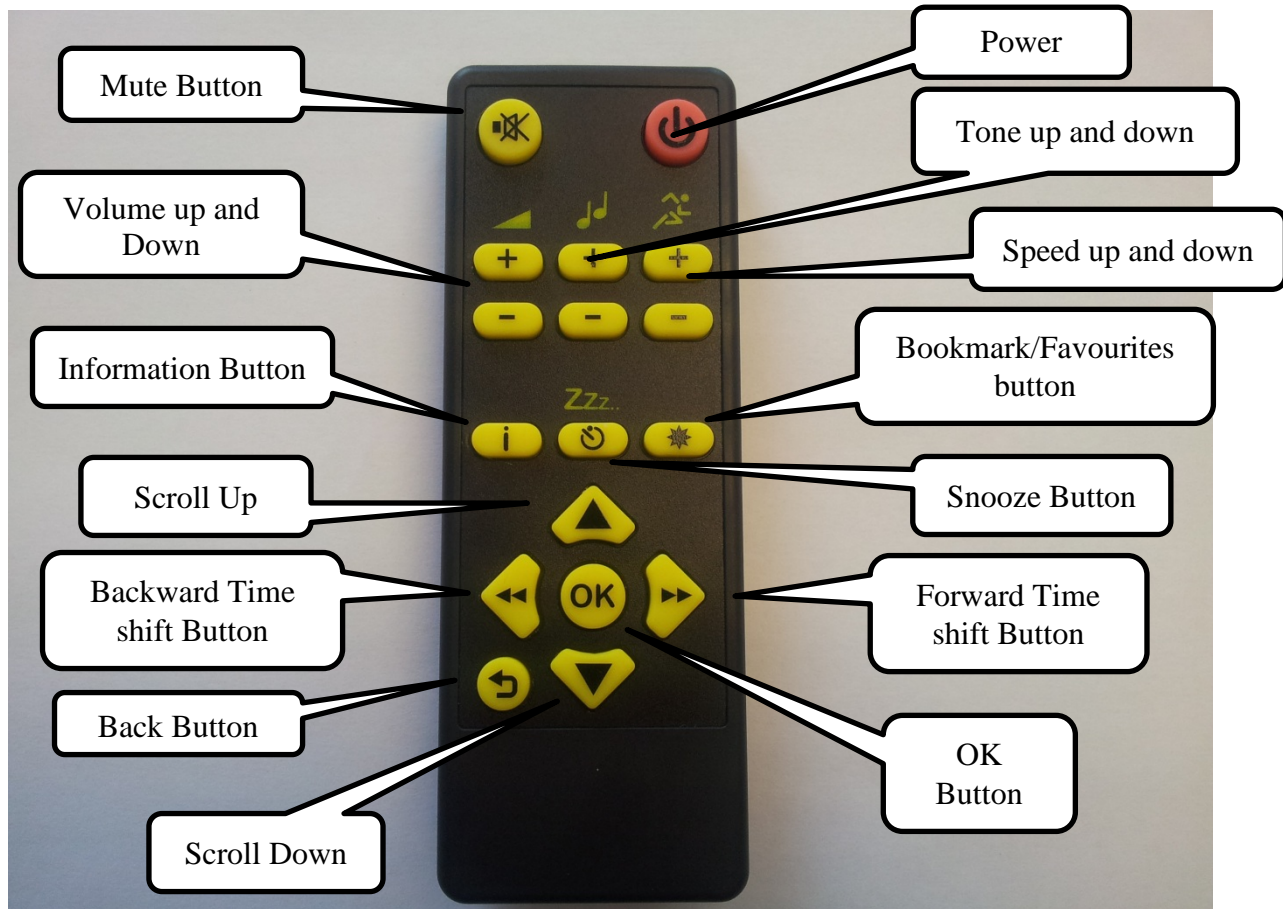 Power
Mute Button
Tone up and down
Volume up and
Down
Speed up and down
+ + +
- - -
Information Button
Bookmark/Favourites
button
Zzz..
i
Scroll Up
Snooze Button
Backward Time
shift Button
OK
Forward Time
shift Button
Back Button
OK
Button
Scroll Down